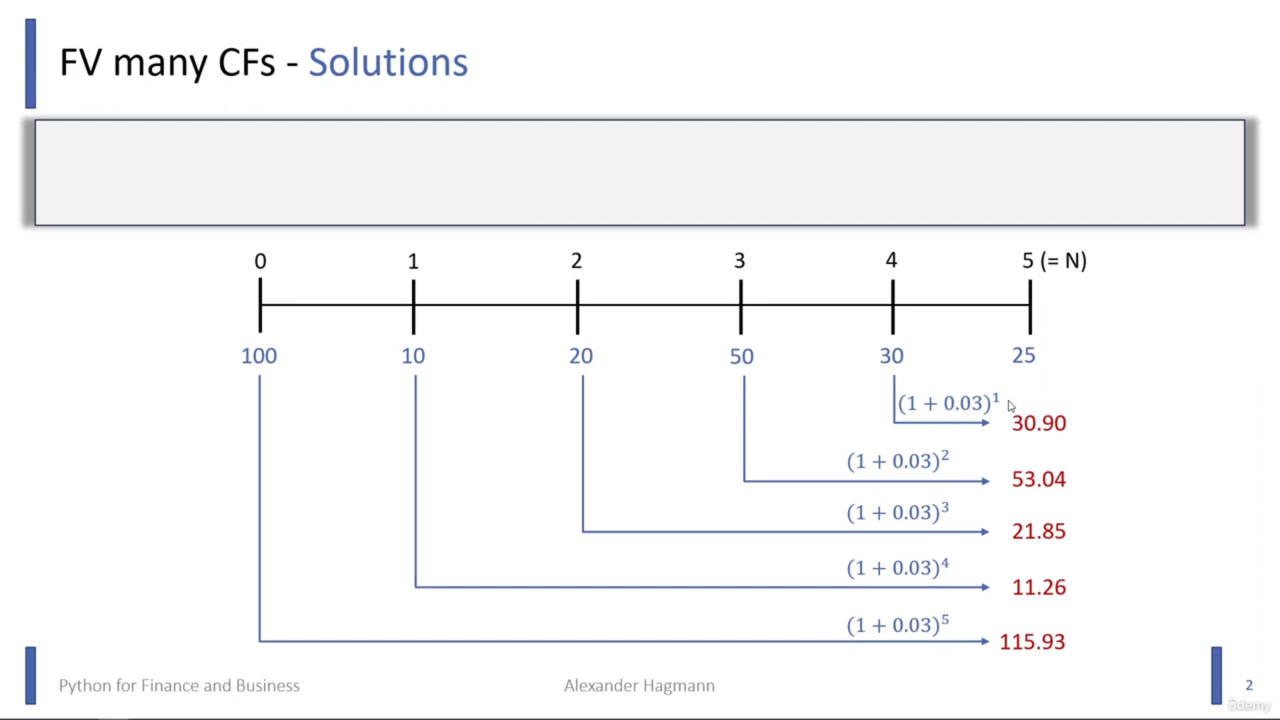 FV many CFs - Solutions
0 1 2 3 4 5 (= N)
100 10 20 50 30 25
(1 + 0.03)¹
30.90
(1 + 0.03)²
53.04
(1 + 0.03)³
21.85
(1 + 0.03)⁴
11.26
(1 + 0.03)⁵
115.93
Python for Finance and Business Alexander Hagmann 2
ûdemy